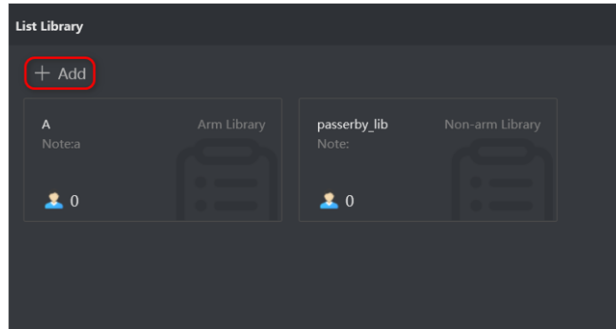 List Library
+ Add
A Arm Library
Note:a
0
passerby_lib Non-arm Library
Note:
0